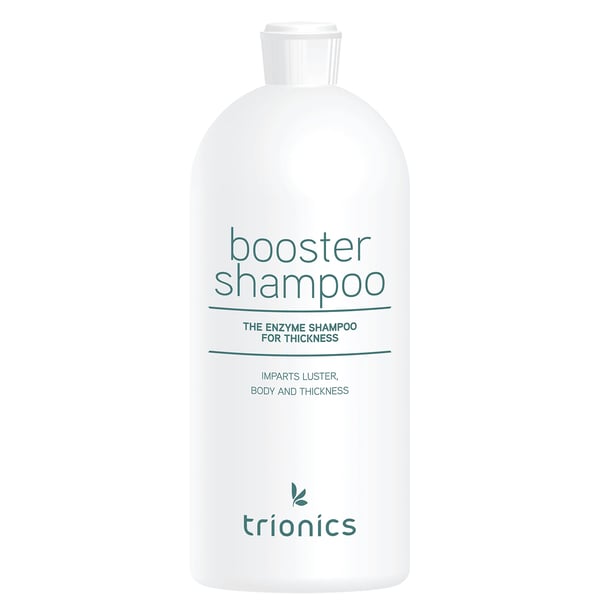 booster
shampoo
THE ENZYME SHAMPOO
FOR THICKNESS
IMPARTS LUSTER,
BODY AND THICKNESS
trionics